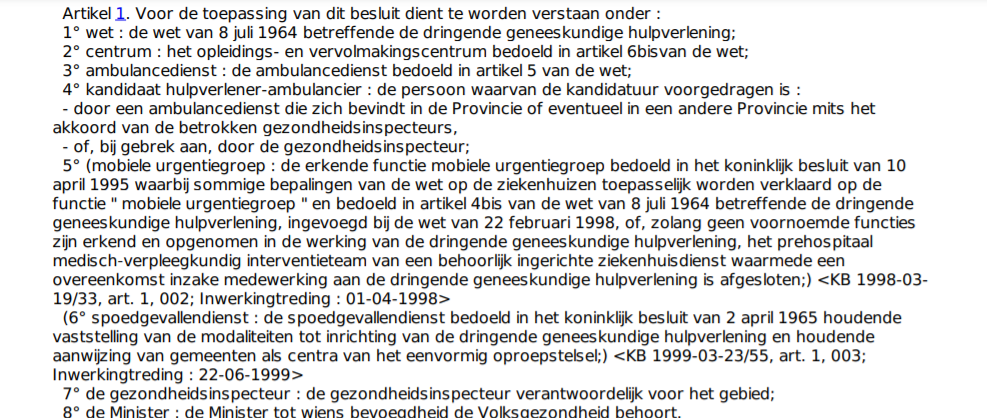 Artikel 1. Voor de toepassing van dit besluit dient te worden verstaan onder :
1° wet : de wet van 8 juli 1964 betreffende de dringende geneeskundige hulpverlening;
2° centrum : het opleidings- en vervolmakingscentrum bedoeld in artikel 6bisvan de wet;
3° ambulancedienst : de ambulancedienst bedoeld in artikel 5 van de wet;
4° kandidaat hulpverlener-ambulancier : de persoon waarvan de kandidatuur voorgedragen is :
- door een ambulancedienst die zich bevindt in de Provincie of eventueel in een andere Provincie mits het
akkoord van de betrokken gezondheidsinspecteurs,
- of, bij gebrek aan, door de gezondheidsinspecteur;
5° (mobiele urgentiegroep : de erkende functie mobiele urgentiegroep bedoeld in het koninklijk besluit van 10
april 1995 waarbij sommige bepalingen van de wet op de ziekenhuizen toepasselijk worden verklaard op de
functie " mobiele urgentiegroep " en bedoeld in artikel 4bis van de wet van 8 juli 1964 betreffende de dringende
geneeskundige hulpverlening, ingevoegd bij de wet van 22 februari 1998, of, zolang geen voornoemde functies
zijn erkend en opgenomen in de werking van de dringende geneeskundige hulpverlening, het prehospitaal
medisch-verpleegkundig interventieteam van een behoorlijk ingerichte ziekenhuisdienst waarmede een
overeenkomst inzake medewerking aan de dringende geneeskundige hulpverlening is afgesloten;) <KB 1998-03-
19/33, art. 1, 002; Inwerkingtreding : 01-04-1998>
(6° spoedgevallendienst : de spoedgevallendienst bedoeld in het koninklijk besluit van 2 april 1965 houdende
vaststelling van de modaliteiten tot inrichting van de dringende geneeskundige hulpverlening en houdende
aanwijzing van gemeenten als centra van het eenvormig oproepstelsel;) <KB 1999-03-23/55, art. 1, 003;
Inwerkingtreding : 22-06-1999>
7° de gezondheidsinspecteur : de gezondheidsinspecteur verantwoordelijk voor het gebied;
8° de Minister : de Minister tot wiens bevoegdheid de Volksgezondheid behoort.